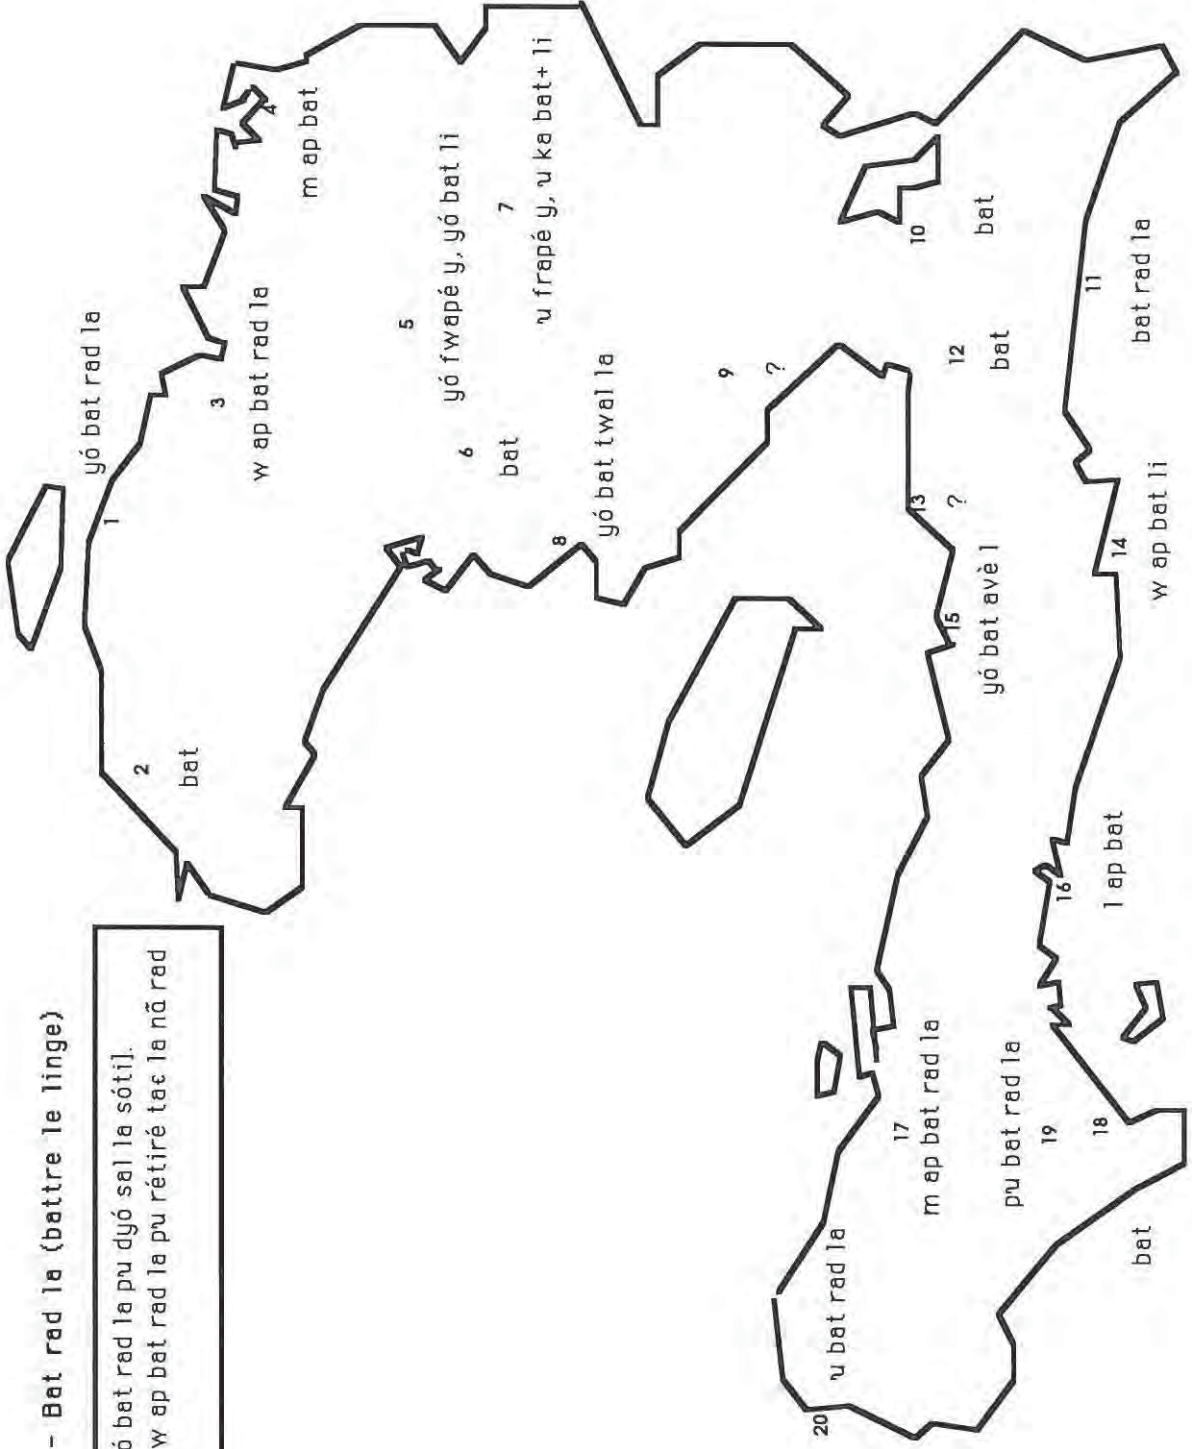 - Bat rad la (battre le linge)
ó bat rad la pu dyó sal la sótil.
w ap bat rad la pu rétiré taɛ la nã rad
1
yó bat rad la
2
bat
3
w ap bat rad la
4
m ap bat
5
yó fwapé y, yó bat li
6
bat
7
u frapé y, u ka bat+ li
8
yó bat twal la
9
?
10
bat
11
bat rad la
12
bat
13
?
14
w ap bat li
15
yó bat avè l
16
l ap bat
17
m ap bat rad la
18
bat
19
pu bat rad la
20
u bat rad la